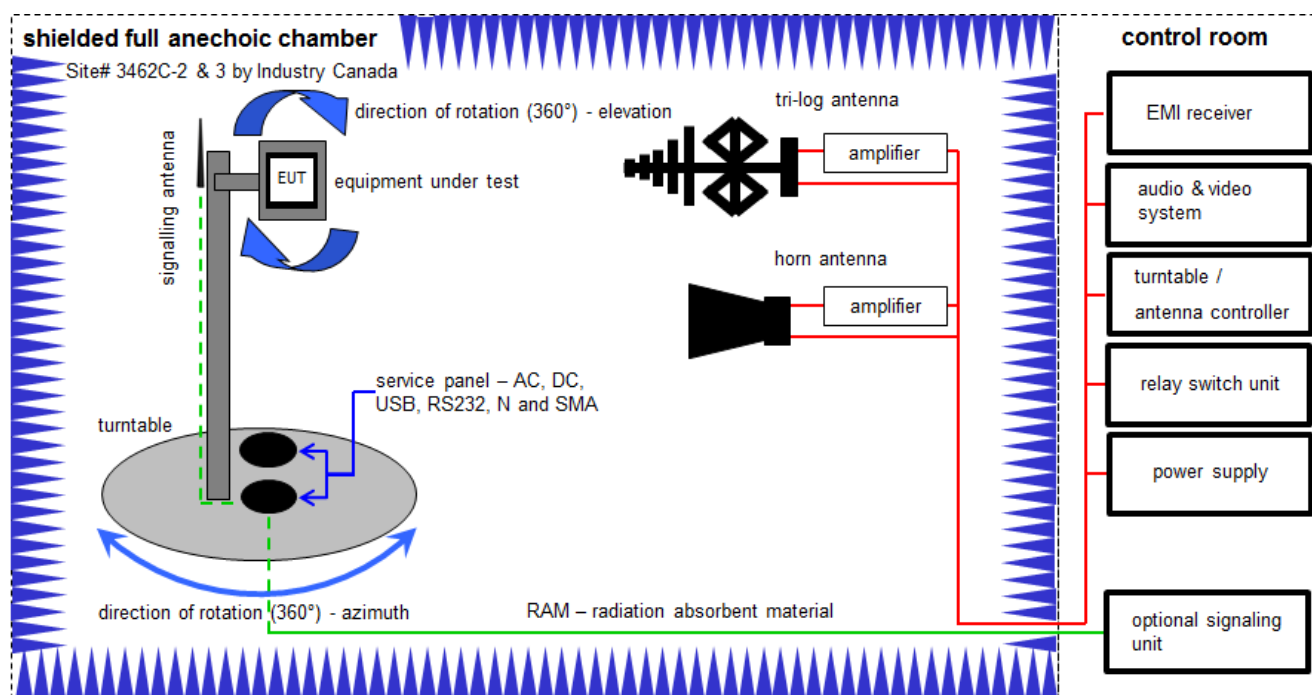 shielded full anechoic chamber
Site# 3462C-2 & 3 by Industry Canada
direction of rotation (360°) - elevation
signalling antenna
EUT
equipment under test
tri-log antenna
amplifier
horn antenna
amplifier
service panel – AC, DC,
USB, RS232, N and SMA
turntable
direction of rotation (360°) - azimuth
RAM – radiation absorbent material
control room
EMI receiver
audio & video
system
turntable /
antenna controller
relay switch unit
power supply
optional signaling
unit